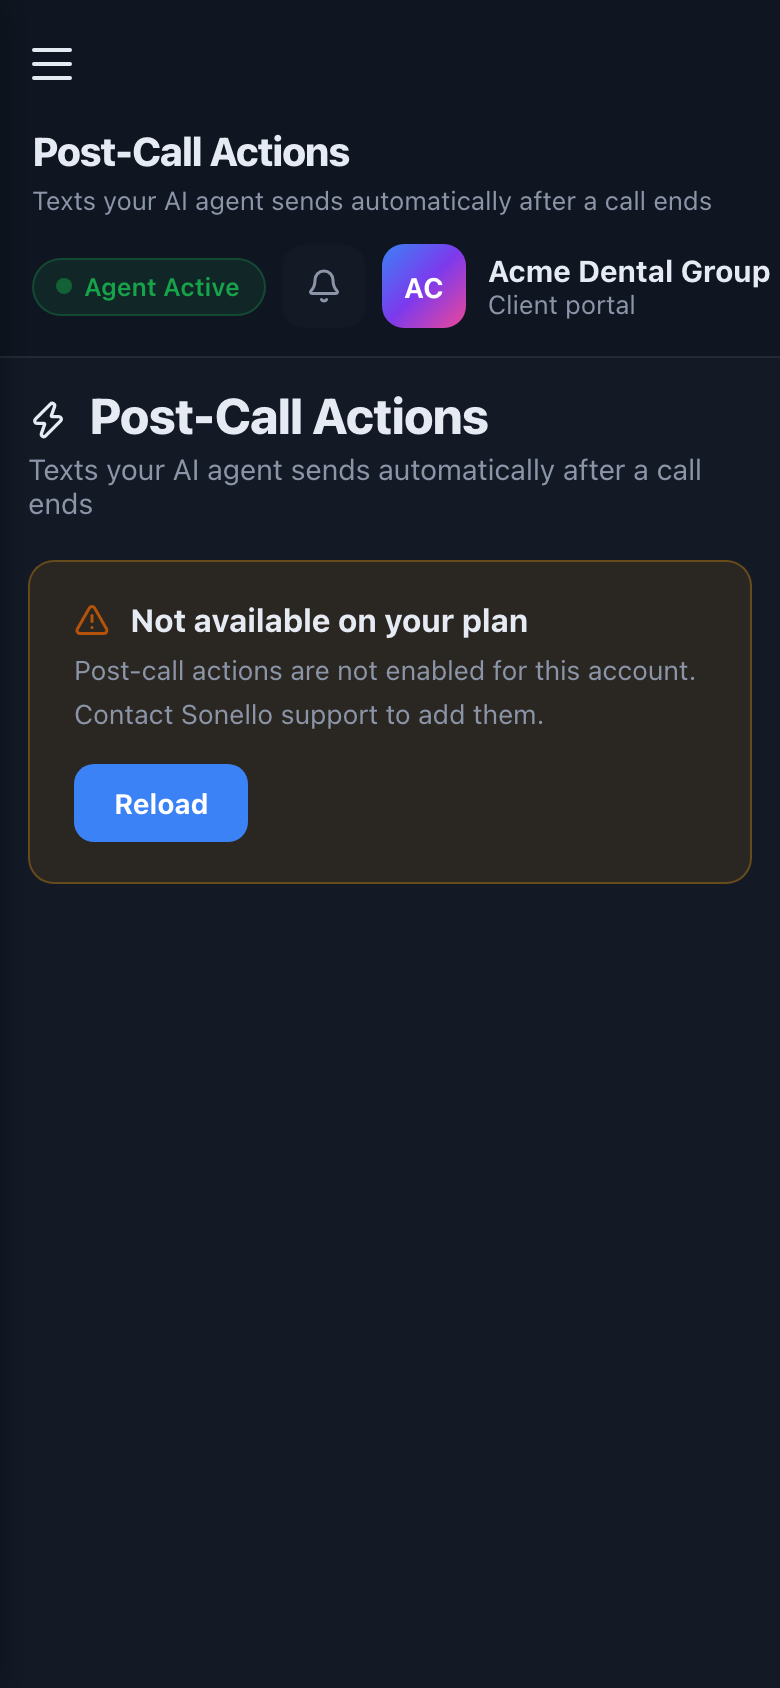 Post-Call Actions
Texts your AI agent sends automatically after a call ends
Agent Active
AC
Acme Dental Group
Client portal
Post-Call Actions
Texts your AI agent sends automatically after a call
ends
Not available on your plan
Post-call actions are not enabled for this account.
Contact Sonello support to add them.
Reload